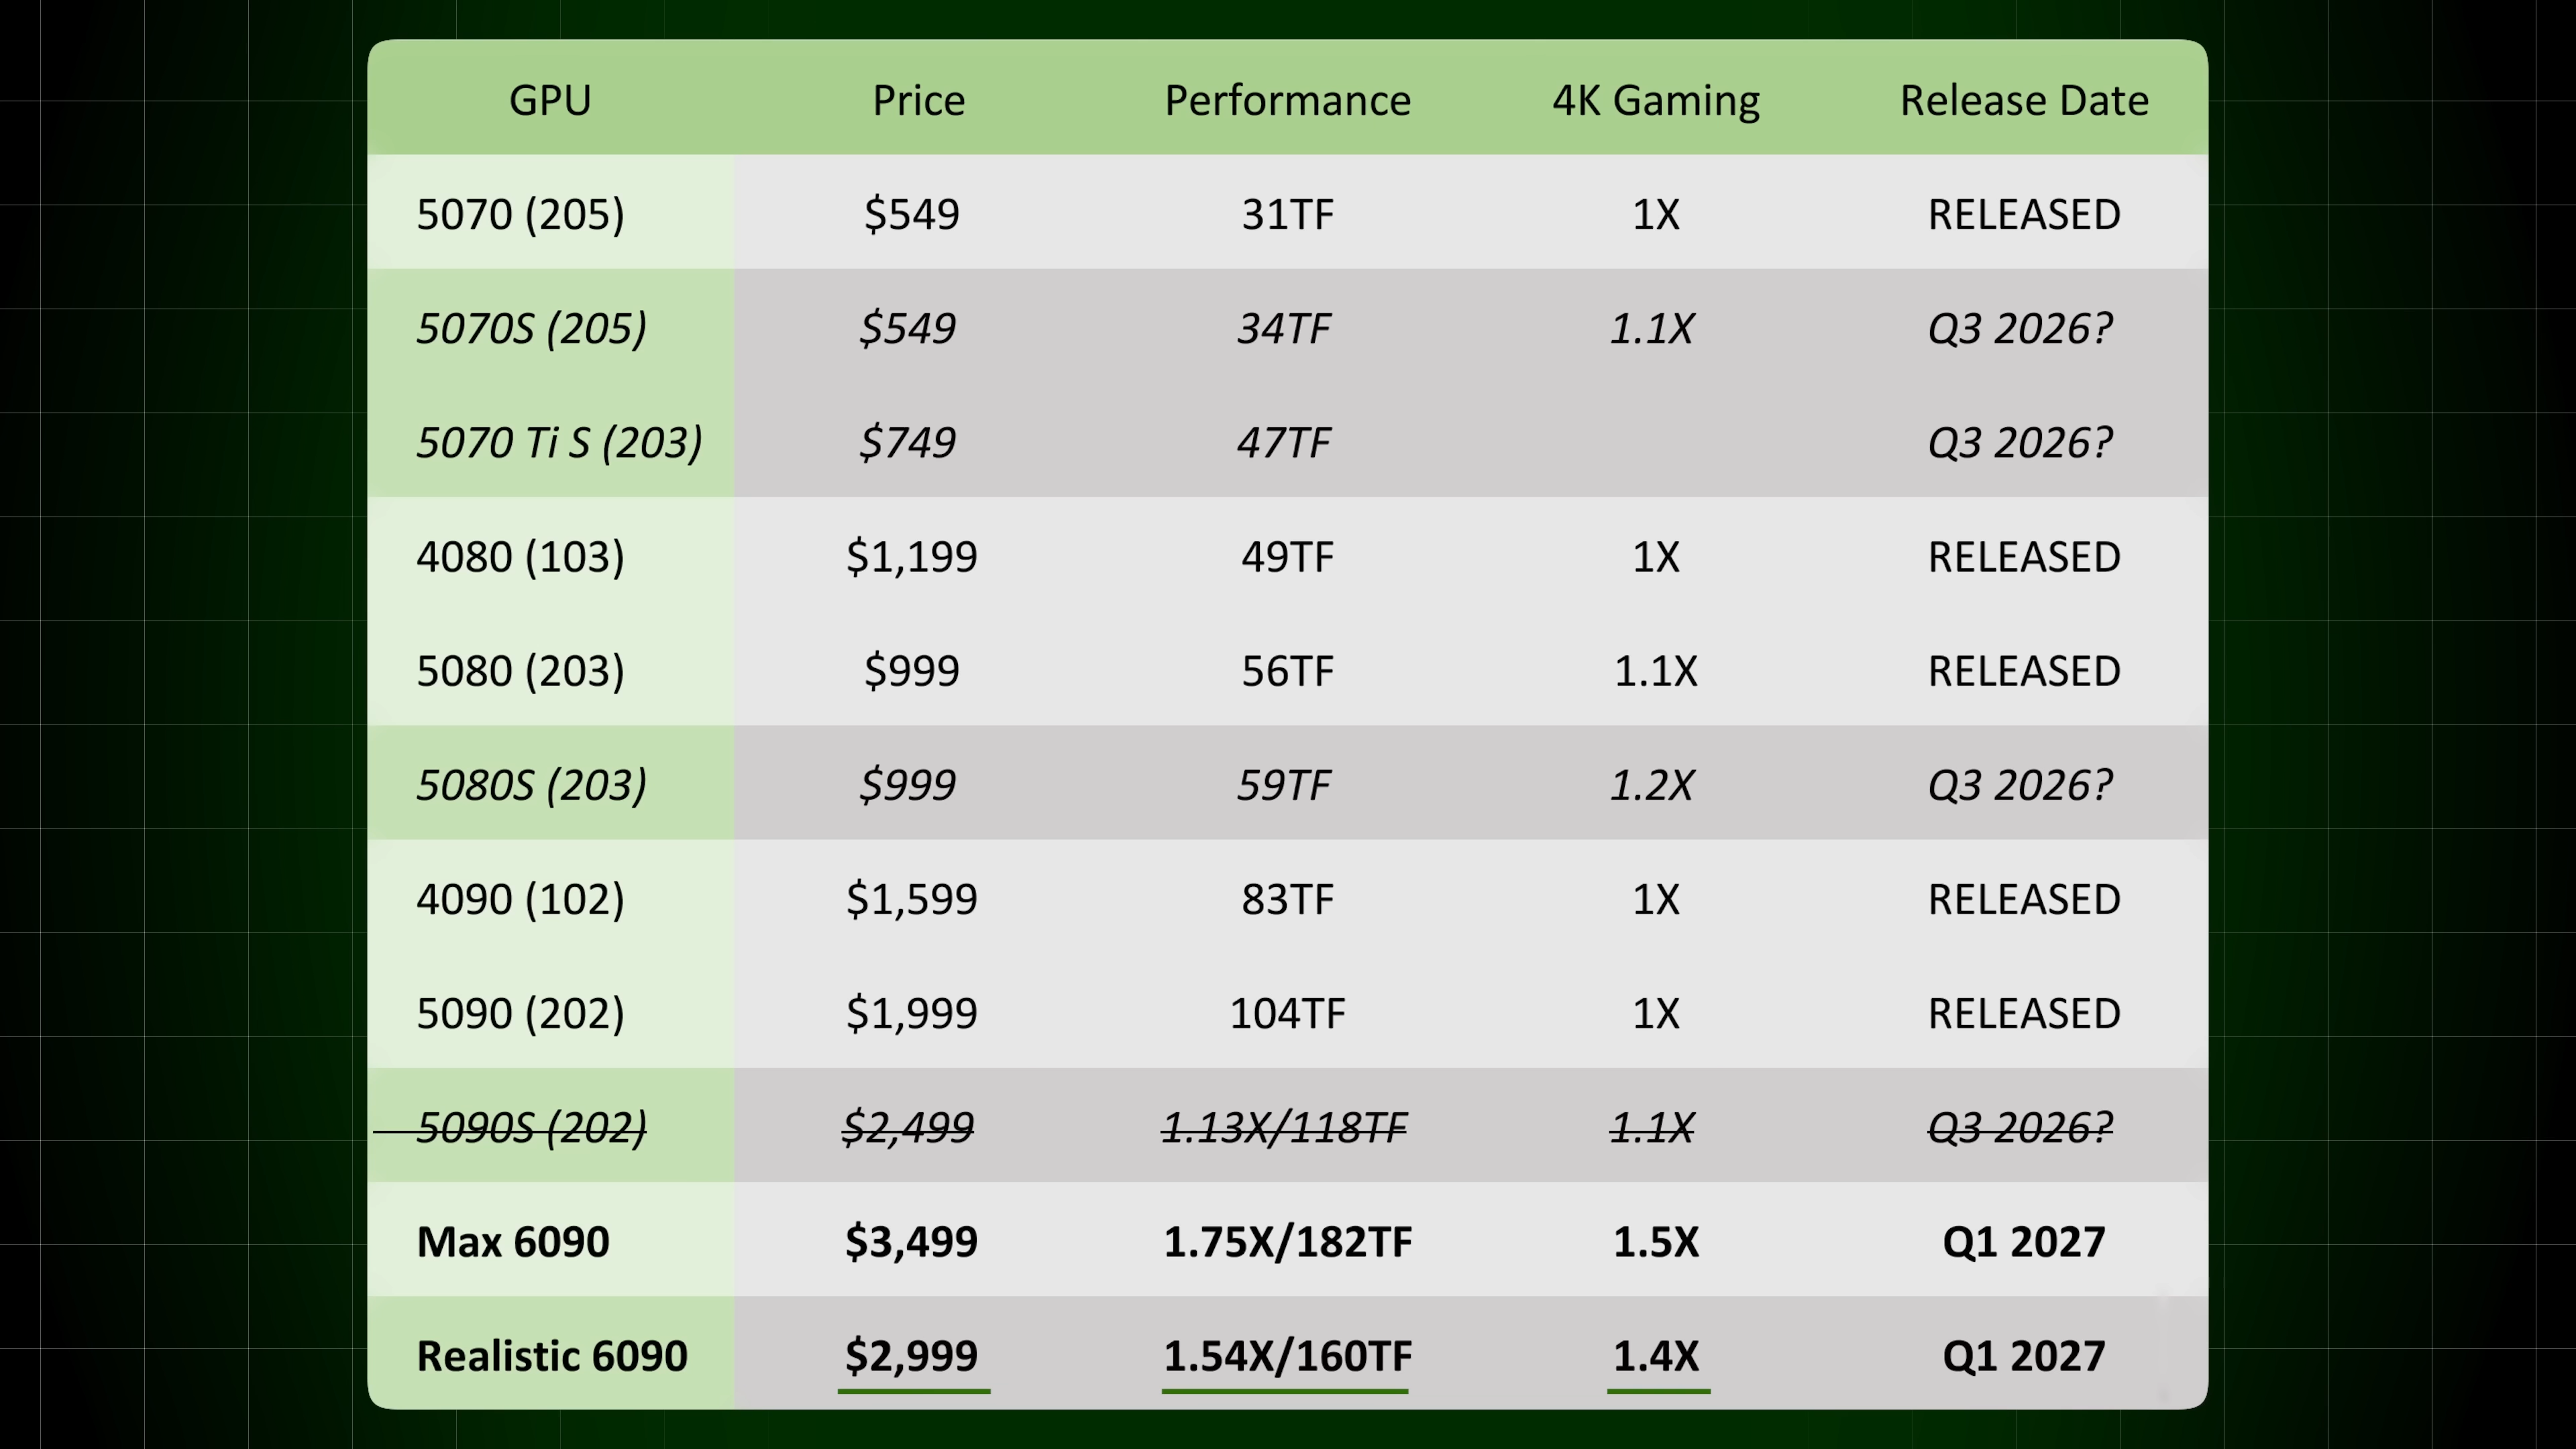 GPU Price Performance 4K Gaming Release Date
5070 (205) $549 31TF 1X RELEASED
5070S (205) $549 34TF 1.1X Q3 2026?
5070 Ti S (203) $749 47TF Q3 2026?
4080 (103) $1,199 49TF 1X RELEASED
5080 (203) $999 56TF 1.1X RELEASED
5080S (203) $999 59TF 1.2X Q3 2026?
4090 (102) $1,599 83TF 1X RELEASED
5090 (202) $1,999 104TF 1X RELEASED
5090S (202) $2,499 1.13X/118TF 1.1X Q3 2026?
Max 6090 $3,499 1.75X/182TF 1.5X Q1 2027
Realistic 6090 $2,999 1.54X/160TF 1.4X Q1 2027